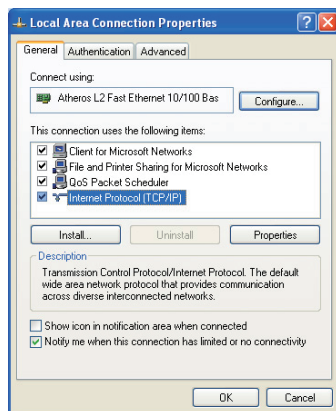 Local Area Connection Properties
General Authentication Advanced
Connect using:
Atheros L2 Fast Ethernet 10/100 Bas
Configure...
This connection uses the following items:
Client for Microsoft Networks
File and Printer Sharing for Microsoft Networks
QoS Packet Scheduler
Internet Protocol (TCP/IP)
Install... Uninstall Properties
Description
Transmission Control Protocol/Internet Protocol. The default
wide area network protocol that provides communication
across diverse interconnected networks.
Show icon in notification area when connected
Notify me when this connection has limited or no connectivity
OK Cancel